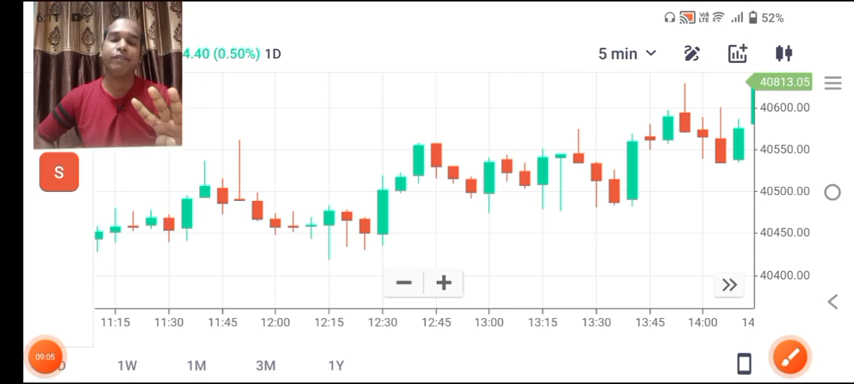 6:17
52%
4.40 (0.50%) 1D
5 min
40813.05
40600.00
40550.00
40500.00
40450.00
40400.00
S
11:15 11:30 11:45 12:00 12:15 12:30 12:45 13:00 13:15 13:30 13:45 14:00 14
09:05
1W 1M 3M 1Y